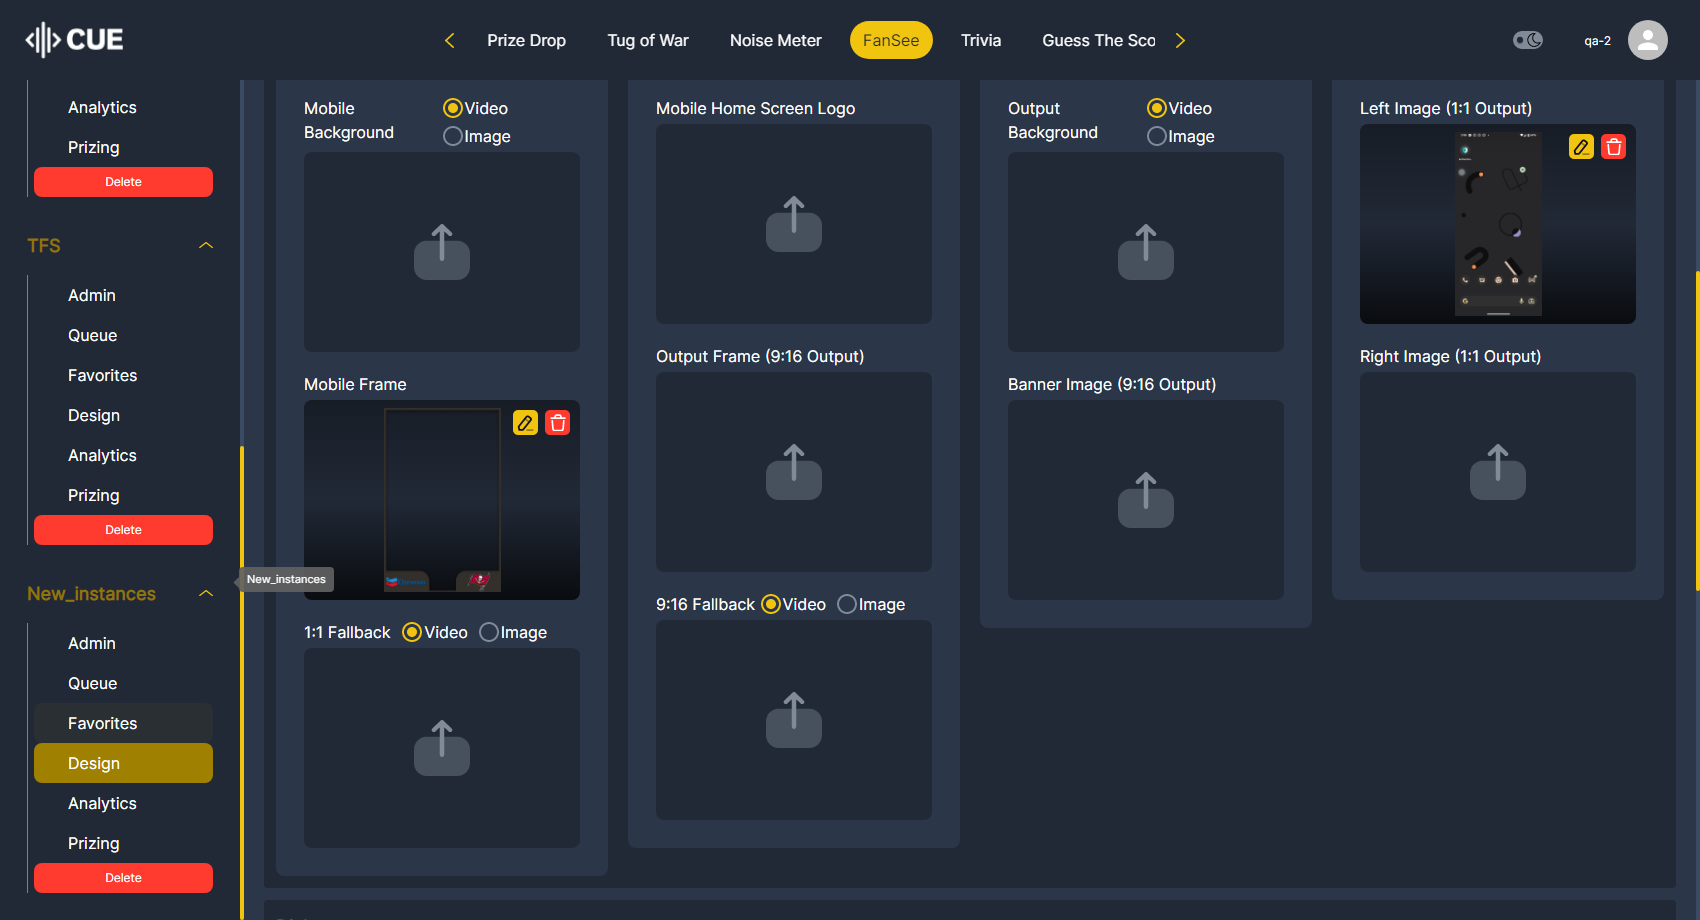 CUE
Prize Drop
Tug of War
Noise Meter
FanSee
Trivia
Guess The Sco
qa-2
Analytics
Prizing
Delete
TFS
Admin
Queue
Favorites
Design
Analytics
Prizing
Delete
New_instances
New_instances
Admin
Queue
Favorites
Design
Analytics
Prizing
Delete
Mobile
Background
Video
Image
Mobile Frame
1:1 Fallback
Video
Image
Mobile Home Screen Logo
Output Frame (9:16 Output)
9:16 Fallback
Video
Image
Output
Background
Video
Image
Banner Image (9:16 Output)
Left Image (1:1 Output)
Right Image (1:1 Output)